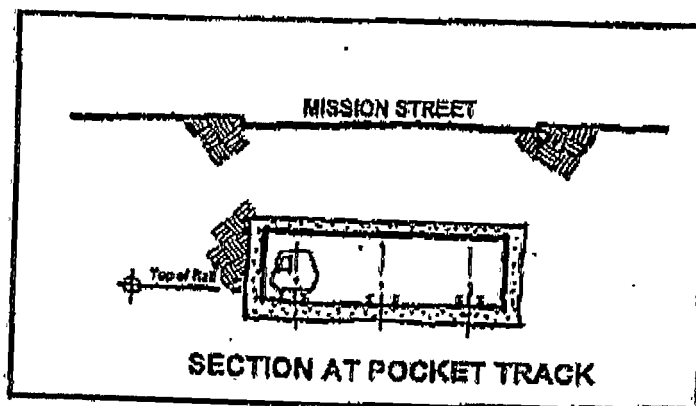 MISSION STREET
Top of Rail
SECTION AT POCKET TRACK